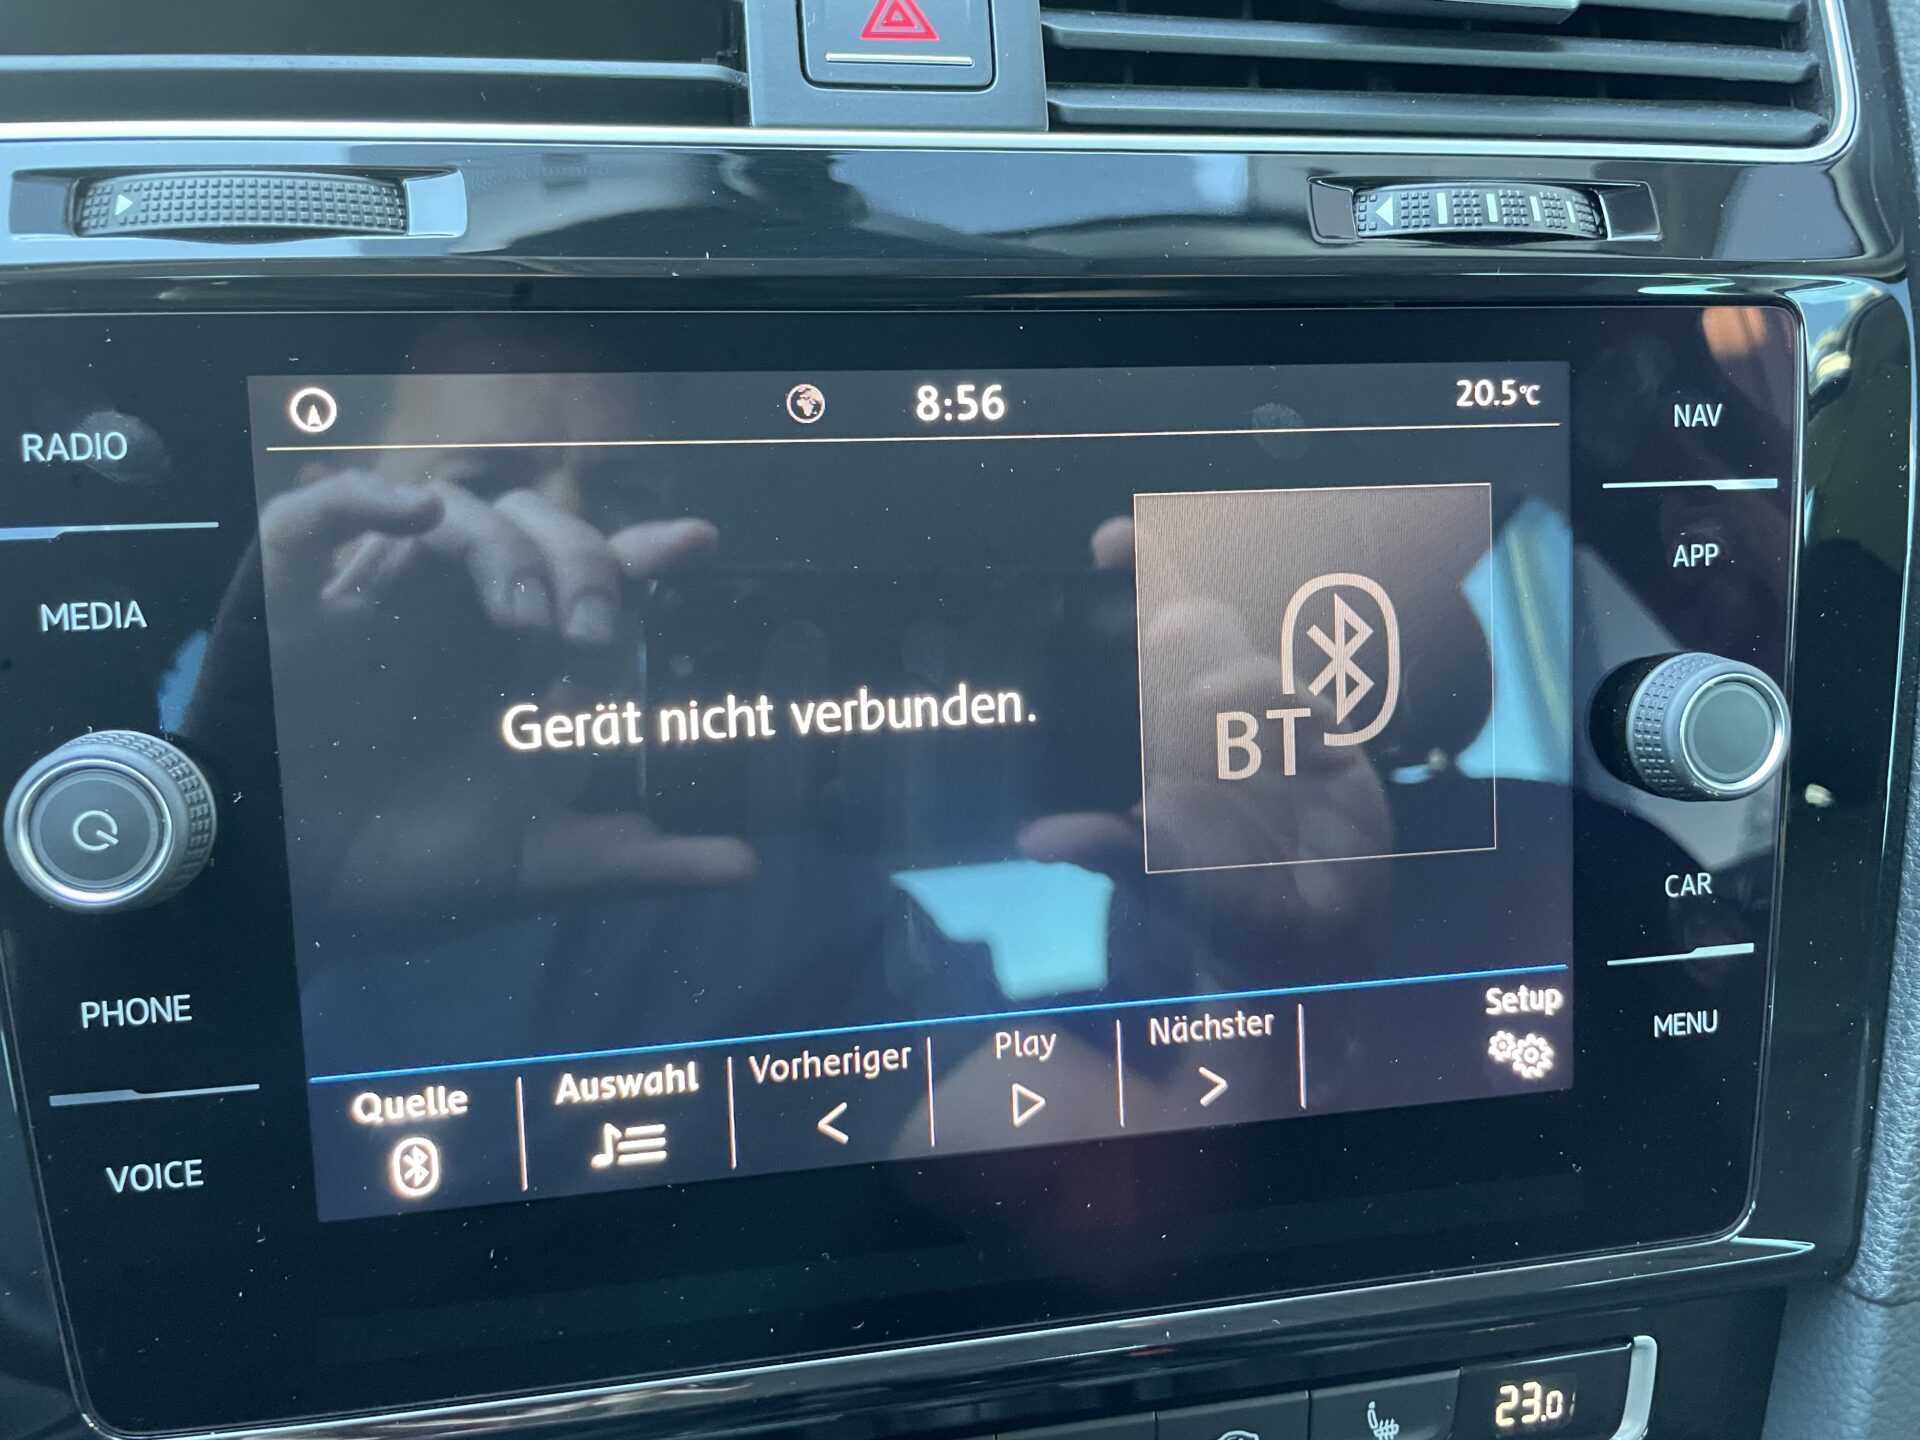 8:56
20.5°C
RADIO
NAV
MEDIA
APP
Gerät nicht verbunden.
BT
CAR
PHONE
MENU
VOICE
Quelle
Auswahl
Vorheriger
Play
Nächster
Setup
23.0